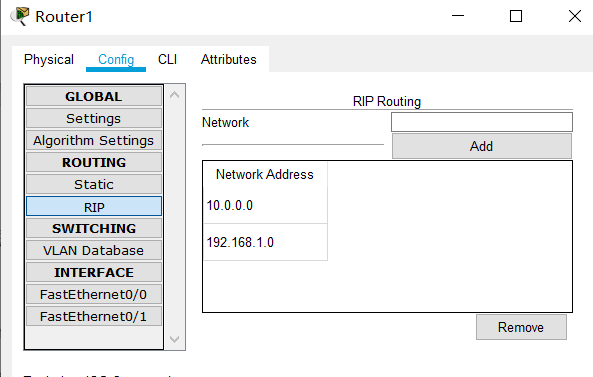 Router1
Physical Config CLI Attributes
GLOBAL
Settings
Algorithm Settings
ROUTING
Static
RIP
SWITCHING
VLAN Database
INTERFACE
FastEthernet0/0
FastEthernet0/1
RIP Routing
Network
Add
Network Address
10.0.0.0
192.168.1.0
Remove